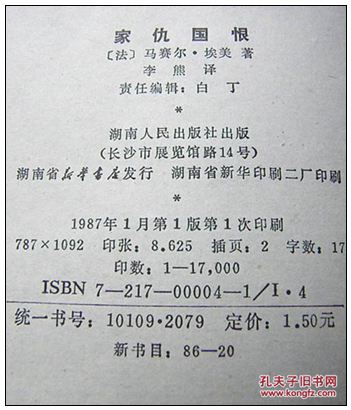 家仇国恨
〔法〕马赛尔·埃美 著
李熊 译
责任编辑：白 丁
*
湖南人民出版社出版
（长沙市展览馆路14号）
湖南省新华书店发行 湖南省新华印刷二厂印刷
*
1987年1月第1版第1次印刷
787×1092 印张：8.625 插页：2 字数：17
印数：1—17,000
ISBN 7—217—00004—1/I·4
统一书号：10109·2079 定价：1.50元
新书目：86—20
孔夫子旧书网